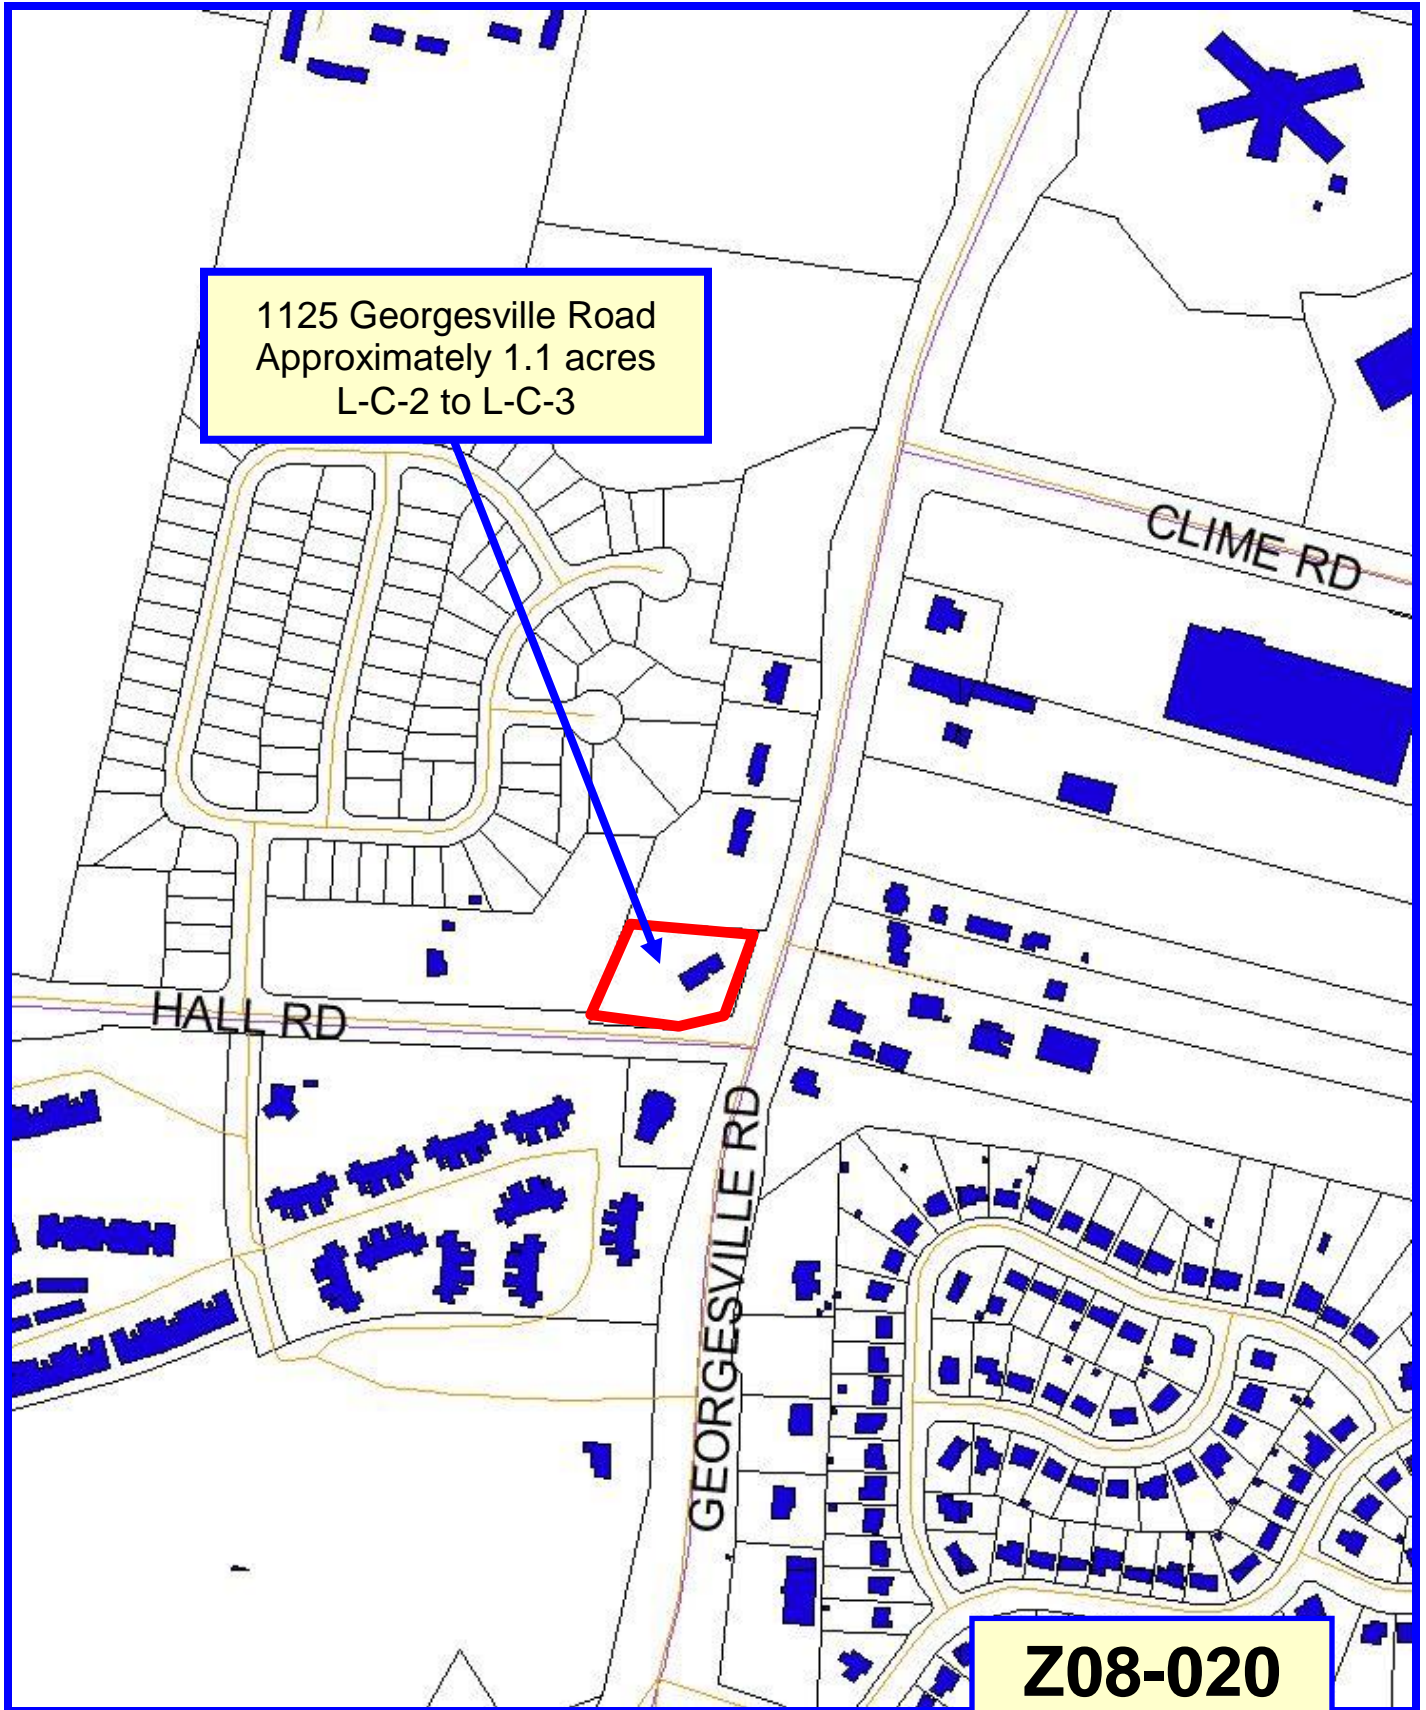 1125 Georgesville Road
Approximately 1.1 acres
L-C-2 to L-C-3
CLIME RD
HALL RD
GEORGESVILLE RD
Z08-020